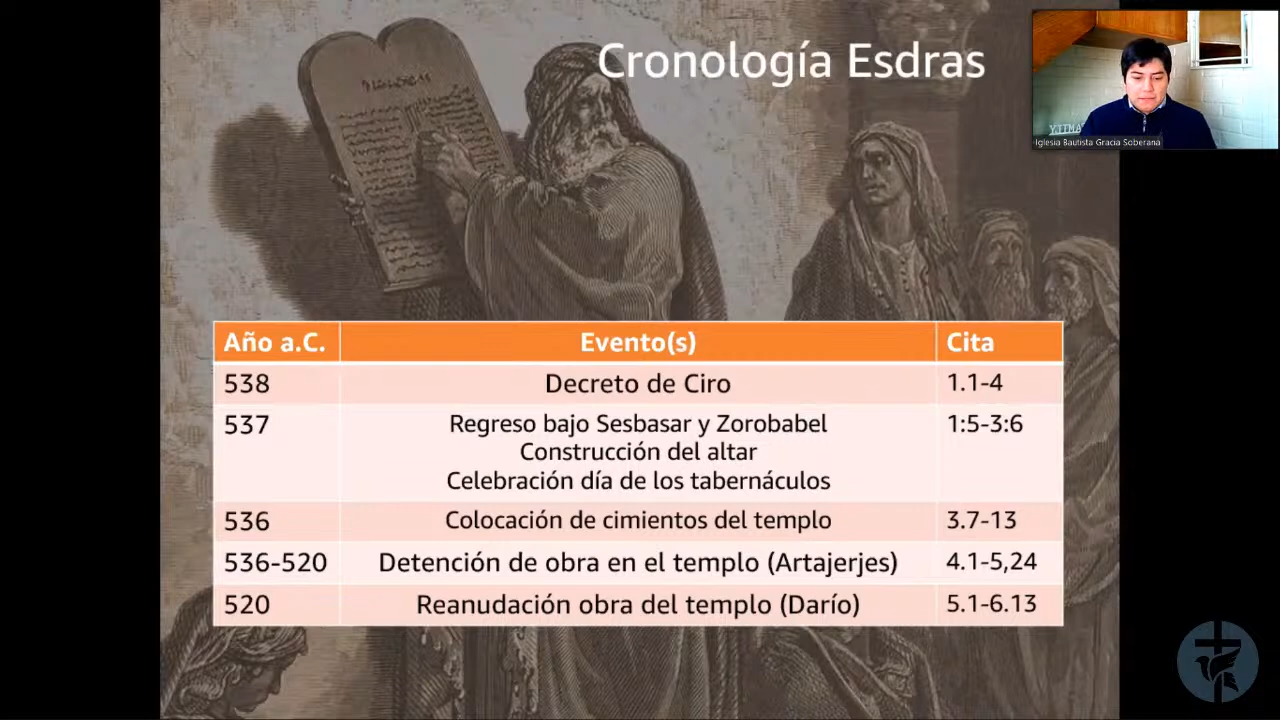 Cronología Esdras
Iglesia Bautista Gracia Soberana
Año a.C. Evento(s) Cita
538 Decreto de Ciro 1.1-4
537 Regreso bajo Sesbasar y Zorobabel 1:5-3:6
Construcción del altar
Celebración día de los tabernáculos
536 Colocación de cimientos del templo 3.7-13
536-520 Detención de obra en el templo (Artajerjes) 4.1-5,24
520 Reanudación obra del templo (Darío) 5.1-6.13